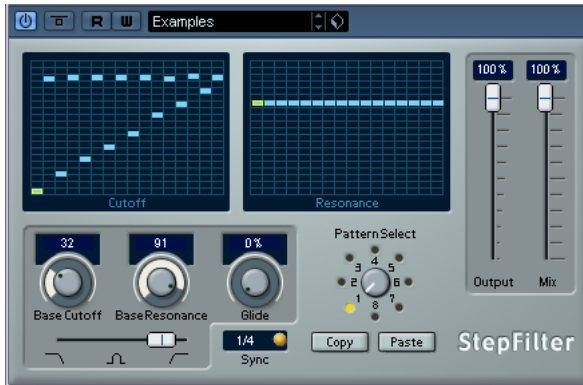 R W Examples
100 % 100 %
Cutoff Resonance
32 91 0 %
Base Cutoff Base Resonance Glide
Pattern Select
1 2 3 4 5 6 7 8
Output Mix
1/4
Sync
Copy Paste
StepFilter